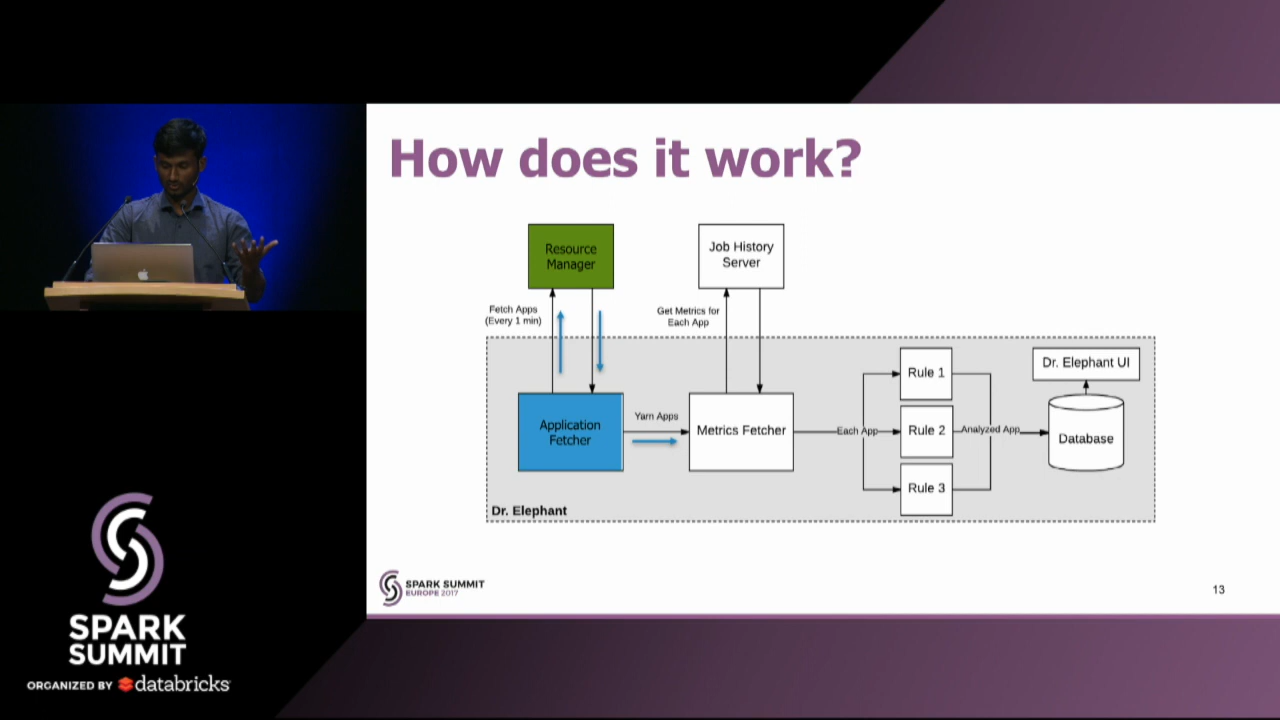 How does it work?
Resource
Manager
Job History
Server
Fetch Apps
(Every 1 min)
Get Metrics for
Each App
Application
Fetcher
Yarn Apps
Metrics Fetcher
Each App
Rule 1
Rule 2
Rule 3
Analyzed App
Dr. Elephant UI
Database
Dr. Elephant
SPARK SUMMIT
EUROPE 2017
13
SPARK
SUMMIT
ORGANIZED BY databricks